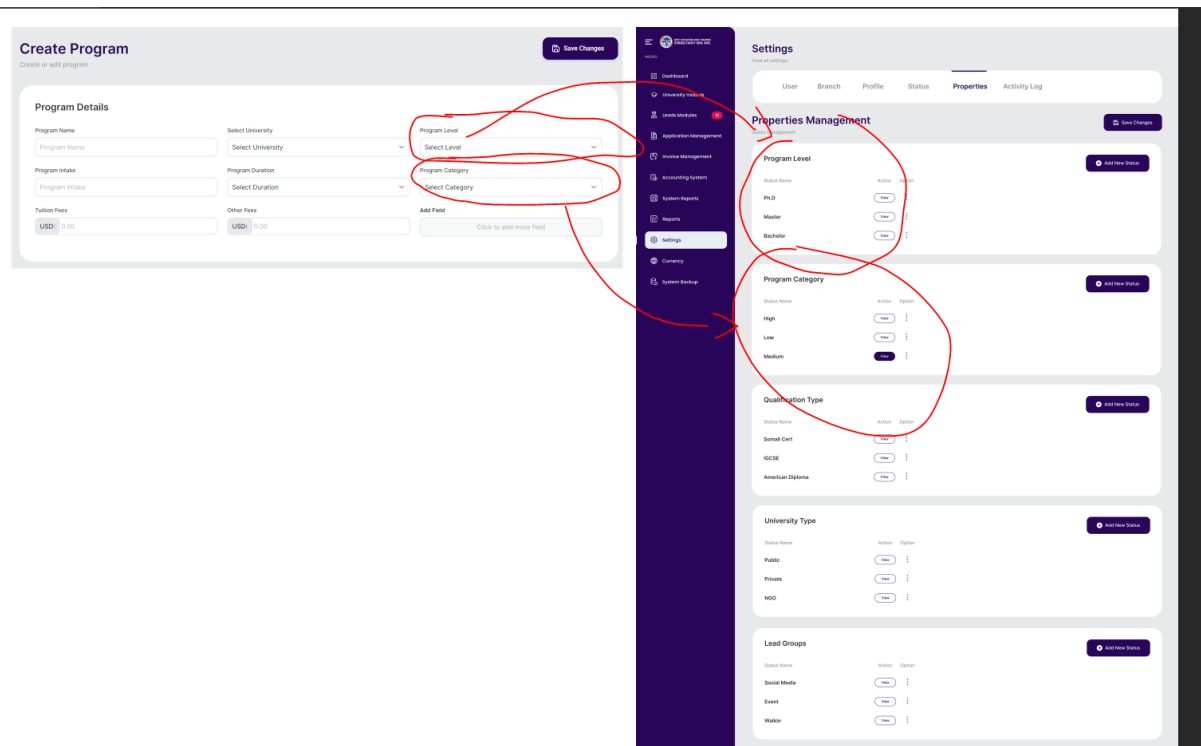 Create Program
Create or edit program
Save Changes
Program Details
Program Name
Select University
Program Level
Program Name
Select University
Select Level
Program Intake
Program Duration
Program Category
Program Intake
Select Duration
Select Category
Tuition Fees
Other Fees
Add Field
USD: 0.00
USD: 0.00
Click to add more field
MENU
Dashboard
University module
Leads Modules
Application Management
Invoice Management
Accounting System
System Reports
Reports
Settings
Currency
System Backup
Settings
View all settings
User Branch Profile Status Properties Activity Log
Properties Management
Status Management
Save Changes
Program Level
Add New Status
Status Name Action Option
Ph.D View
Master View
Bachelor View
Program Category
Add New Status
Status Name Action Option
High View
Low View
Medium View
Qualification Type
Add New Status
Status Name Action Option
Somali Cert View
IGCSE View
American Diploma View
University Type
Add New Status
Status Name Action Option
Public View
Private View
NGO View
Lead Groups
Add New Status
Status Name Action Option
Social Media View
Event View
Walkin View